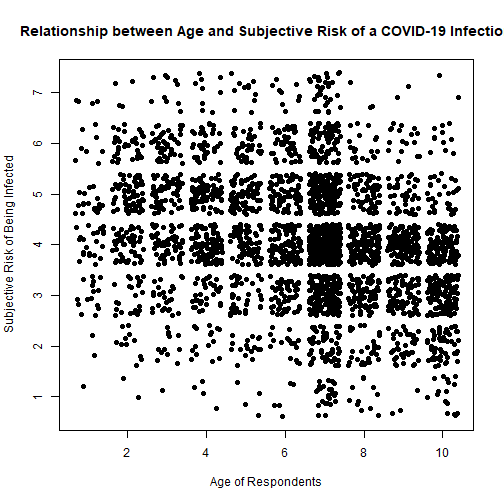 Relationship between Age and Subjective Risk of a COVID-19 Infectio
Subjective Risk of Being Infected
7
6
5
4
3
2
1
2 4 6 8 10
Age of Respondents